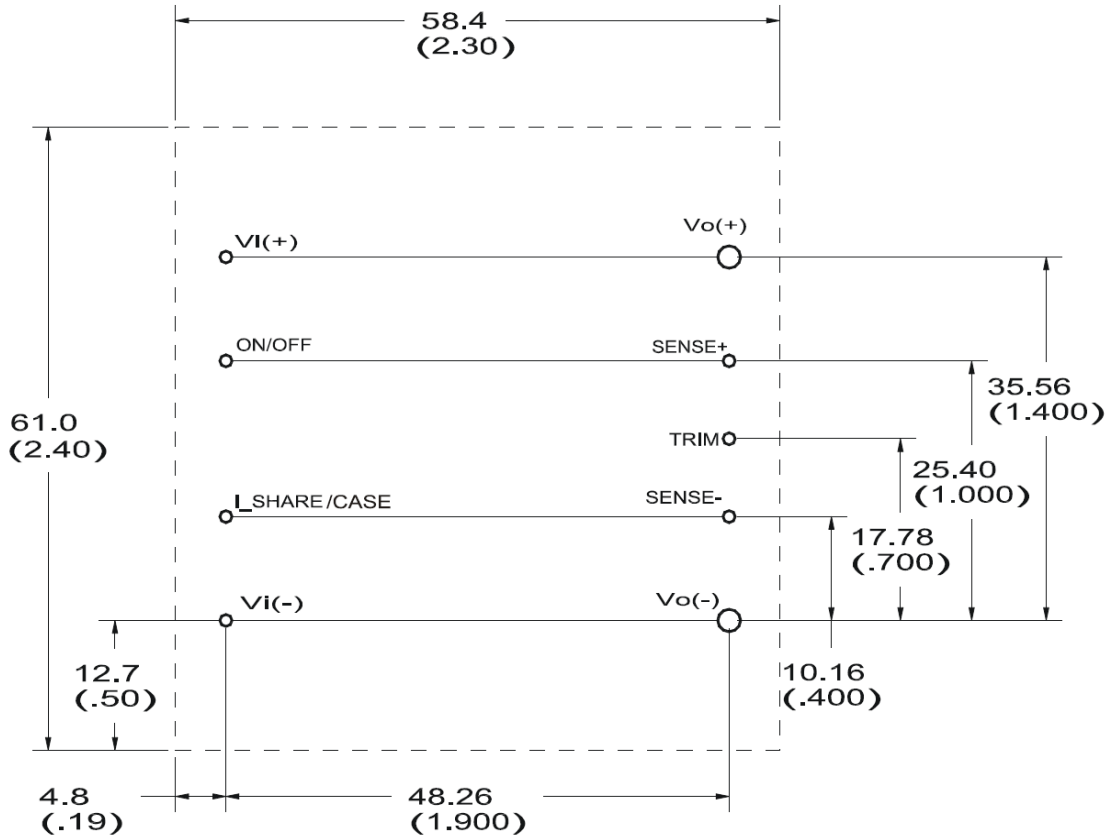 58.4
(2.30)
VI(+)
Vo(+)
ON/OFF
SENSE+
35.56
(1.400)
61.0
(2.40)
TRIM
25.40
(1.000)
I_SHARE/CASE
SENSE-
17.78
(.700)
Vi(-)
Vo(-)
12.7
(.50)
10.16
(.400)
4.8
(.19)
48.26
(1.900)